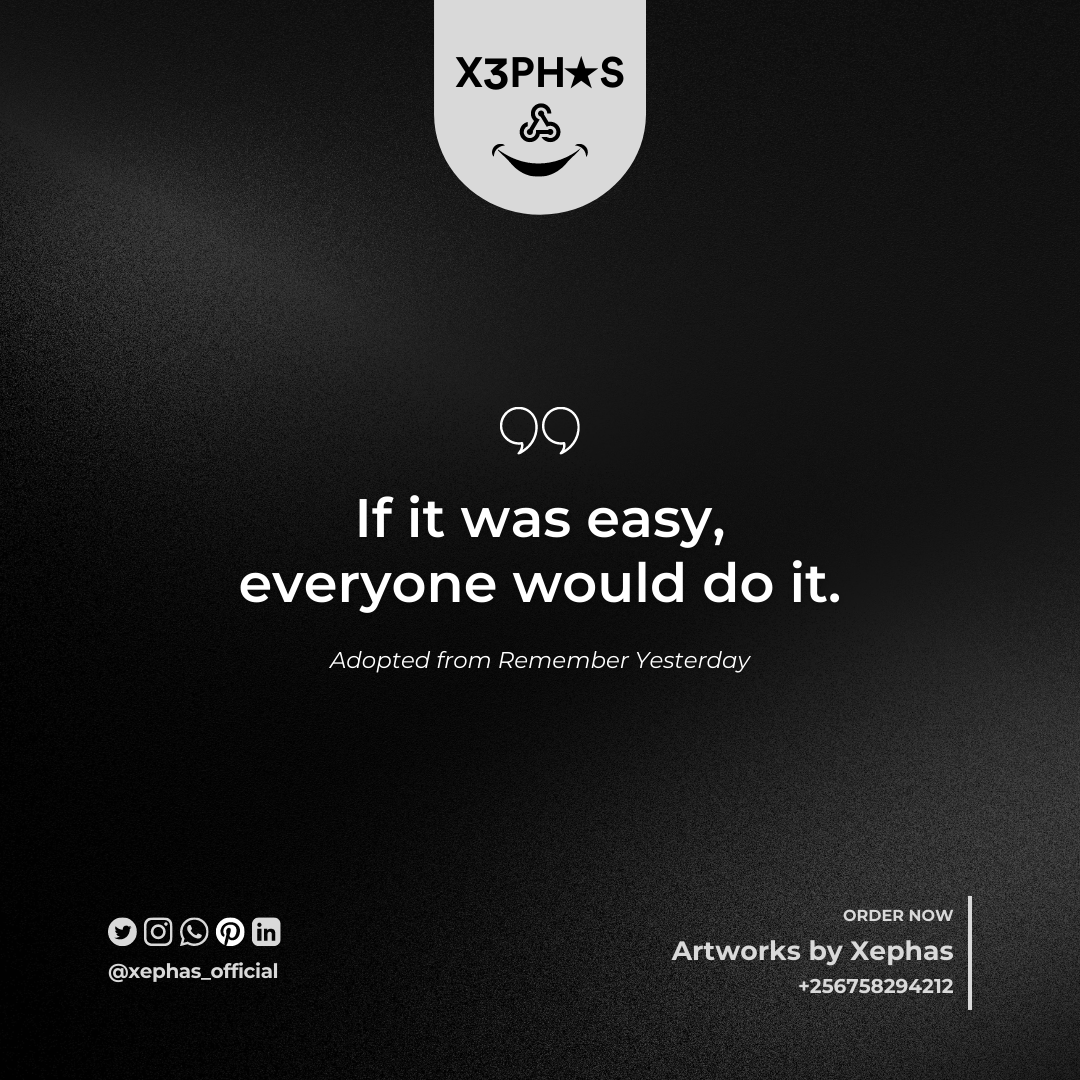 X3PH★S
If it was easy,
everyone would do it.
Adopted from Remember Yesterday
@xephas_official
ORDER NOW
Artworks by Xephas
+256758294212